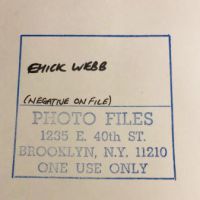 CHICK WEBB
(NEGATIVE ON FILE)
PHOTO FILES
1235 E. 40th ST.
BROOKLYN, N.Y. 11210
ONE USE ONLY